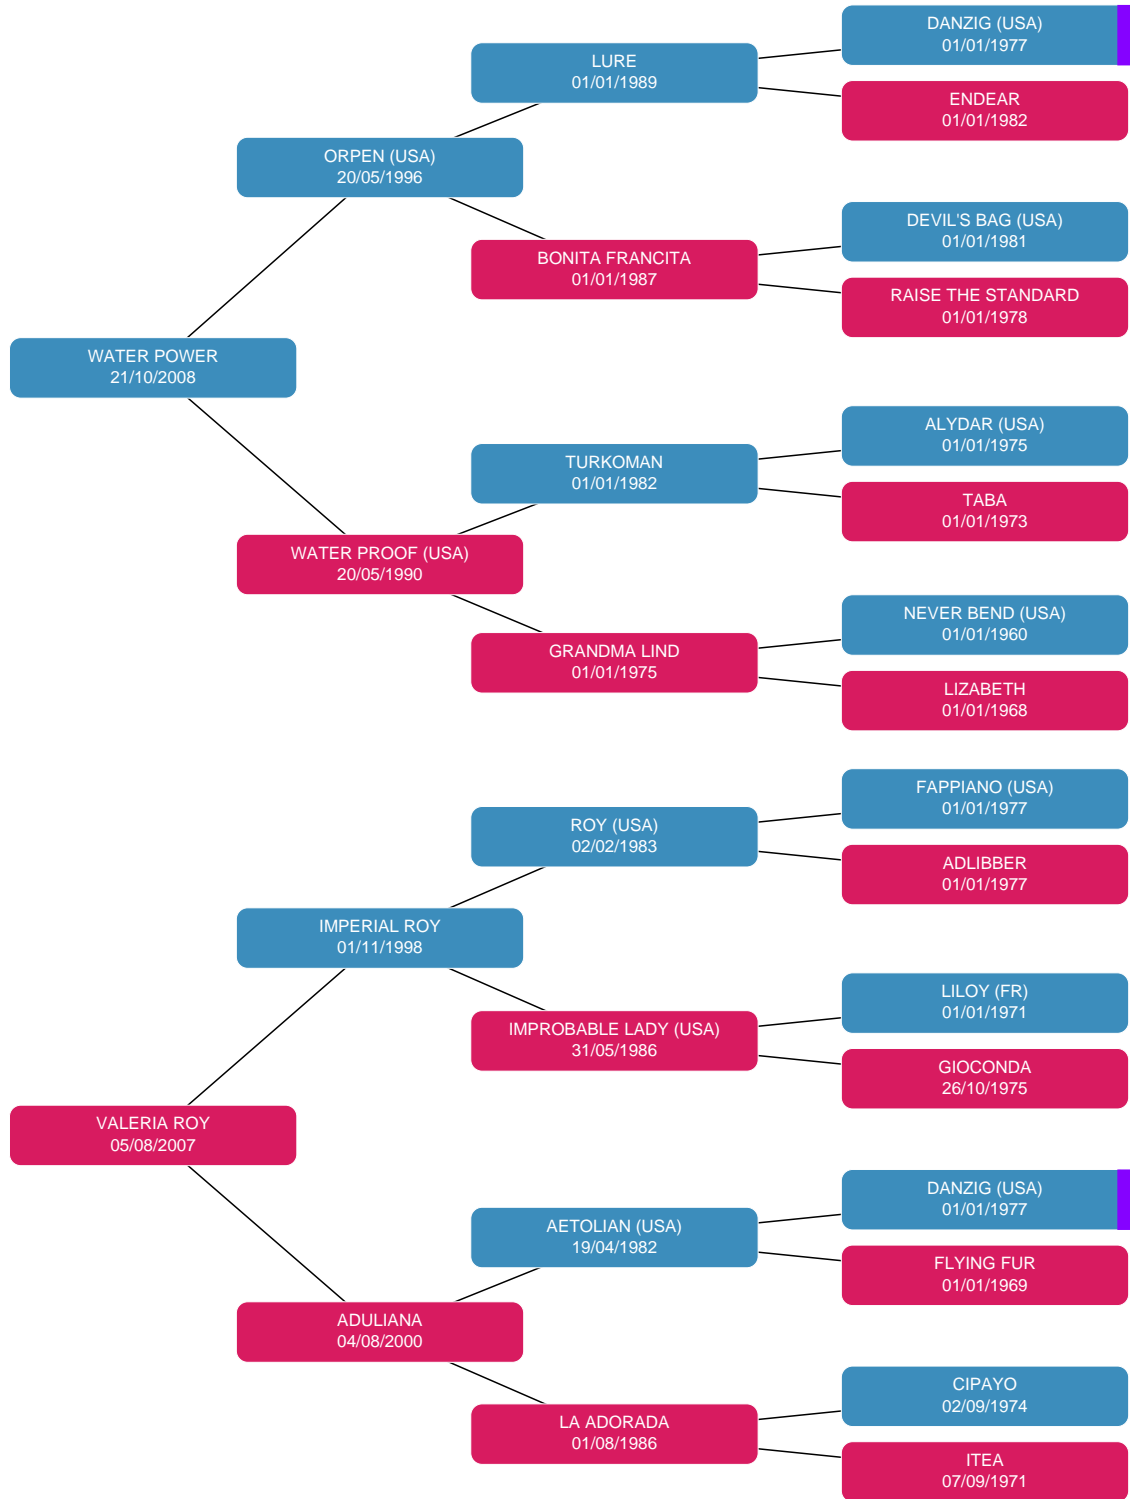 DANZIG (USA)
01/01/1977
LURE
01/01/1989
ENDEAR
01/01/1982
ORPEN (USA)
20/05/1996
DEVIL'S BAG (USA)
01/01/1981
BONITA FRANCITA
01/01/1987
RAISE THE STANDARD
01/01/1978
WATER POWER
21/10/2008
ALYDAR (USA)
01/01/1975
TURKOMAN
01/01/1982
TABA
01/01/1973
WATER PROOF (USA)
20/05/1990
NEVER BEND (USA)
01/01/1960
GRANDMA LIND
01/01/1975
LIZABETH
01/01/1968
FAPPIANO (USA)
01/01/1977
ROY (USA)
02/02/1983
ADLIBBER
01/01/1977
IMPERIAL ROY
01/11/1998
LILOY (FR)
01/01/1971
IMPROBABLE LADY (USA)
31/05/1986
GIOCONDA
26/10/1975
VALERIA ROY
05/08/2007
DANZIG (USA)
01/01/1977
AETOLIAN (USA)
19/04/1982
FLYING FUR
01/01/1969
ADULIANA
04/08/2000
CIPAYO
02/09/1974
LA ADORADA
01/08/1986
ITEA
07/09/1971